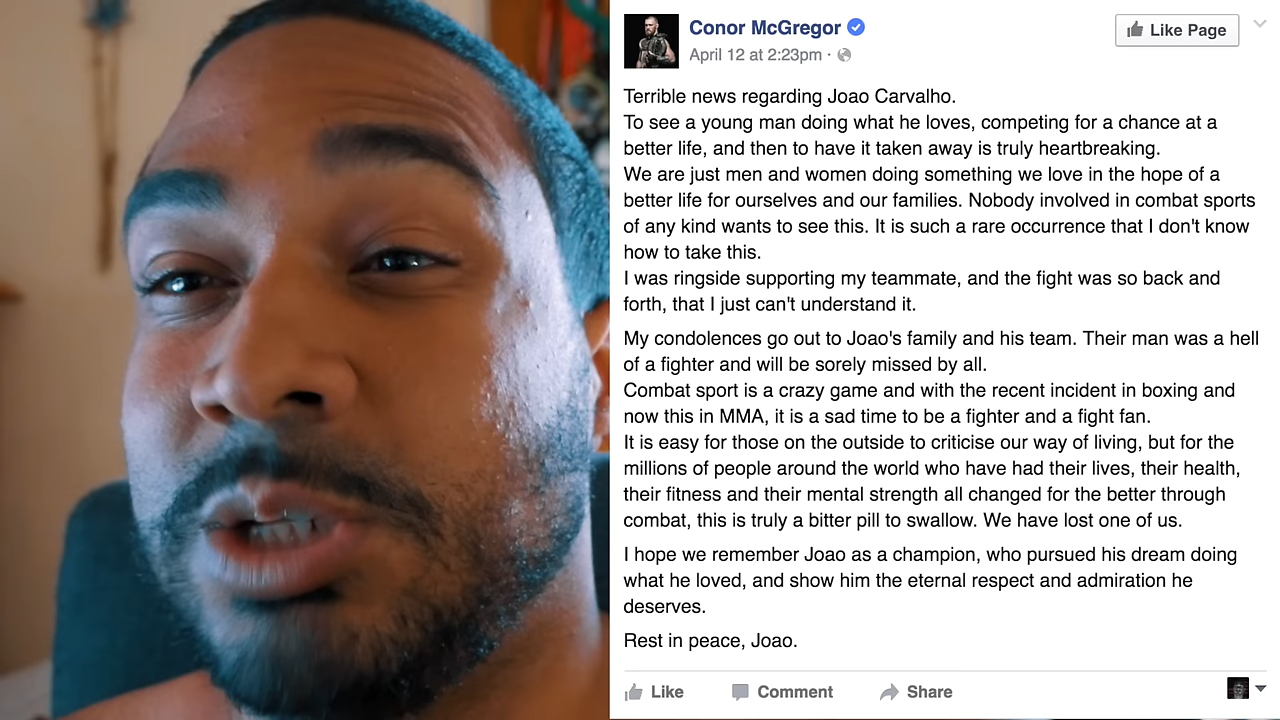 Conor McGregor
Like Page
April 12 at 2:23pm ·
Terrible news regarding Joao Carvalho.
To see a young man doing what he loves, competing for a chance at a
better life, and then to have it taken away is truly heartbreaking.
We are just men and women doing something we love in the hope of a
better life for ourselves and our families. Nobody involved in combat sports
of any kind wants to see this. It is such a rare occurrence that I don't know
how to take this.
I was ringside supporting my teammate, and the fight was so back and
forth, that I just can't understand it.
My condolences go out to Joao's family and his team. Their man was a hell
of a fighter and will be sorely missed by all.
Combat sport is a crazy game and with the recent incident in boxing and
now this in MMA, it is a sad time to be a fighter and a fight fan.
It is easy for those on the outside to criticise our way of living, but for the
millions of people around the world who have had their lives, their health,
their fitness and their mental strength all changed for the better through
combat, this is truly a bitter pill to swallow. We have lost one of us.
I hope we remember Joao as a champion, who pursued his dream doing
what he loved, and show him the eternal respect and admiration he
deserves.
Rest in peace, Joao.
Like Comment Share